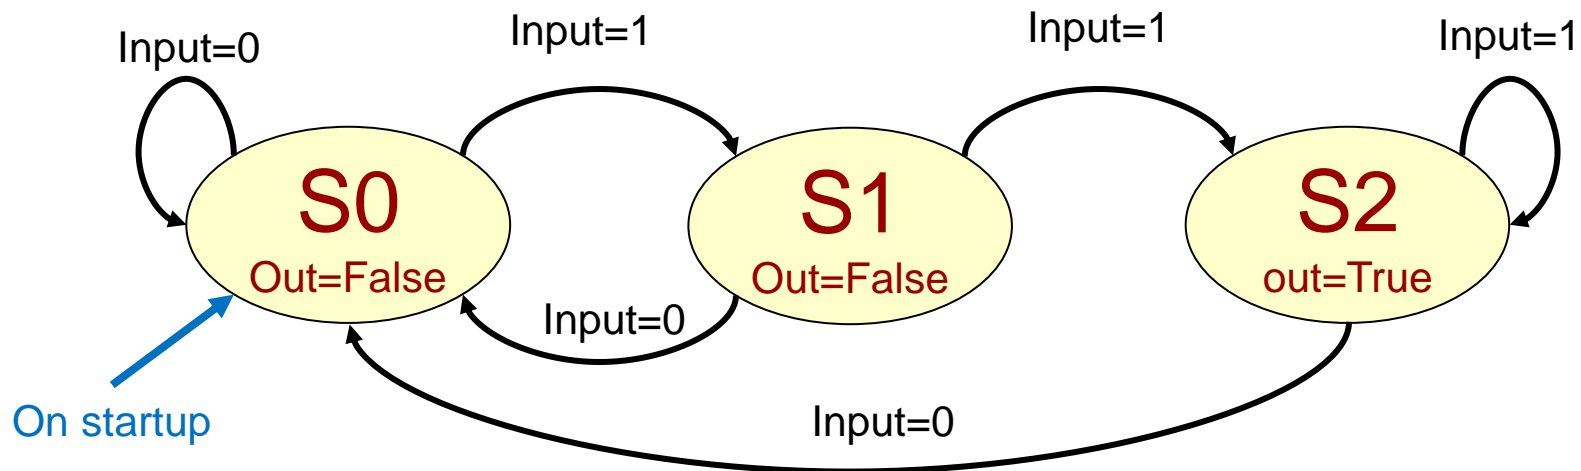 Input=0
Input=1
Input=1
Input=1
S0
Out=False
S1
Out=False
S2
out=True
Input=0
On startup
Input=0